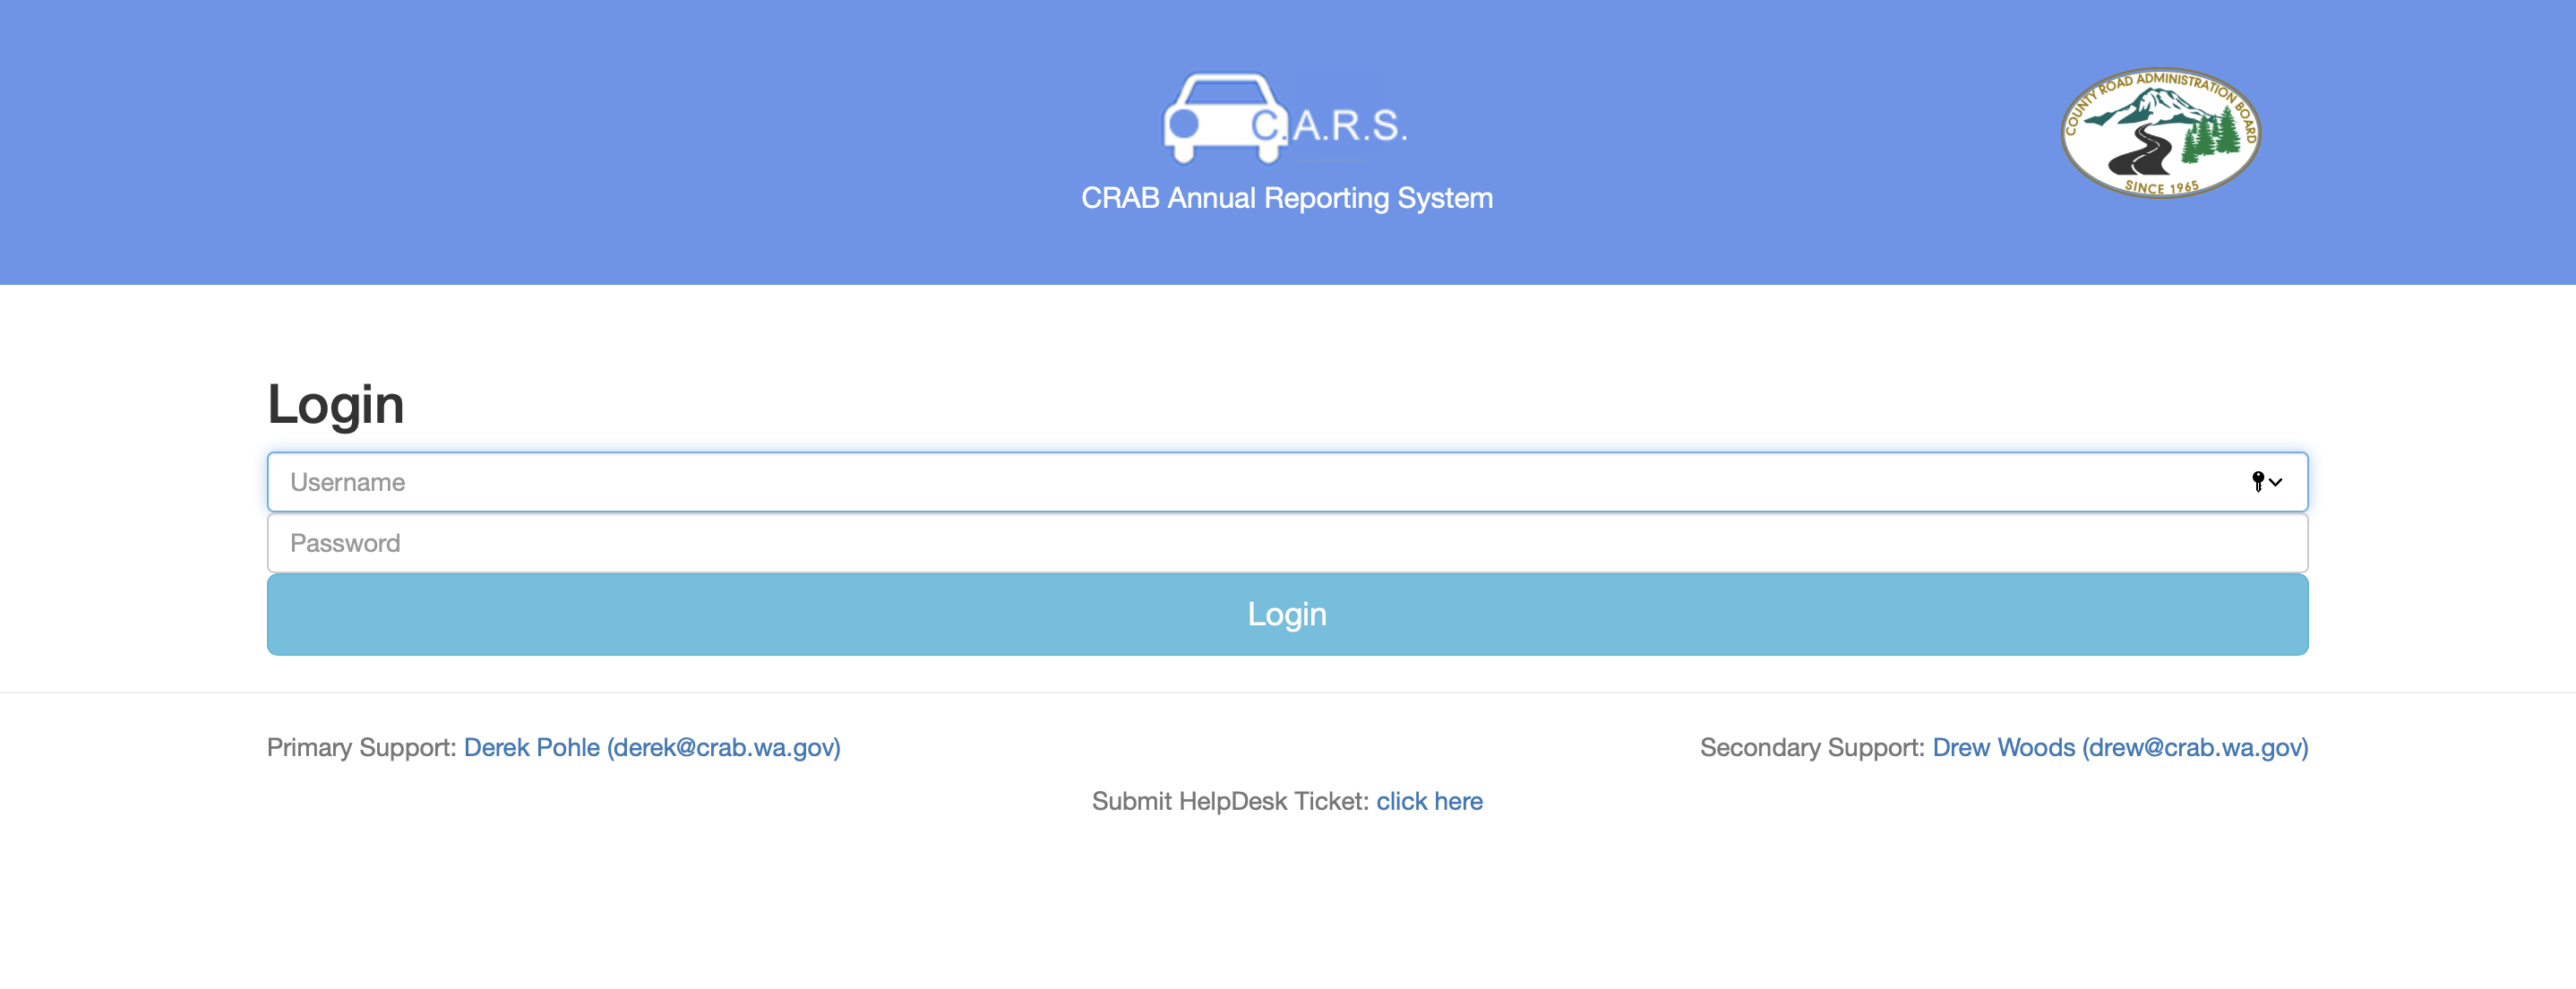 C.A.R.S.
CRAB Annual Reporting System
COUNTY ROAD ADMINISTRATION BOARD
SINCE 1965
Login
Username
Password
Login
Primary Support: Derek Pohle (derek@crab.wa.gov)
Secondary Support: Drew Woods (drew@crab.wa.gov)
Submit HelpDesk Ticket: click here